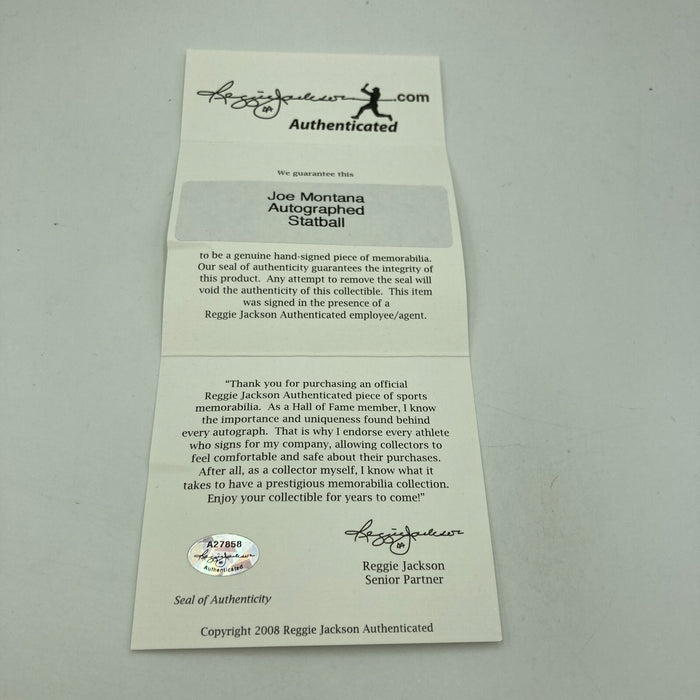 Reggie Jackson .com
Authenticated
We guarantee this
Joe Montana
Autographed
Statball
to be a genuine hand-signed piece of memorabilia.
Our seal of authenticity guarantees the integrity of
this product. Any attempt to remove the seal will
void the authenticity of this collectible. This item
was signed in the presence of a
Reggie Jackson Authenticated employee/agent.
“Thank you for purchasing an official
Reggie Jackson Authenticated piece of sports
memorabilia. As a Hall of Fame member, I know
the importance and uniqueness found behind
every autograph. That is why I endorse every athlete
who signs for my company, allowing collectors to
feel comfortable and safe about their purchases.
After all, as a collector myself, I know what it
takes to have a prestigious memorabilia collection.
Enjoy your collectible for years to come!”
Reggie Jackson
A27858
Reggie Jackson
Authenticated
Reggie Jackson
Senior Partner
Seal of Authenticity
Copyright 2008 Reggie Jackson Authenticated